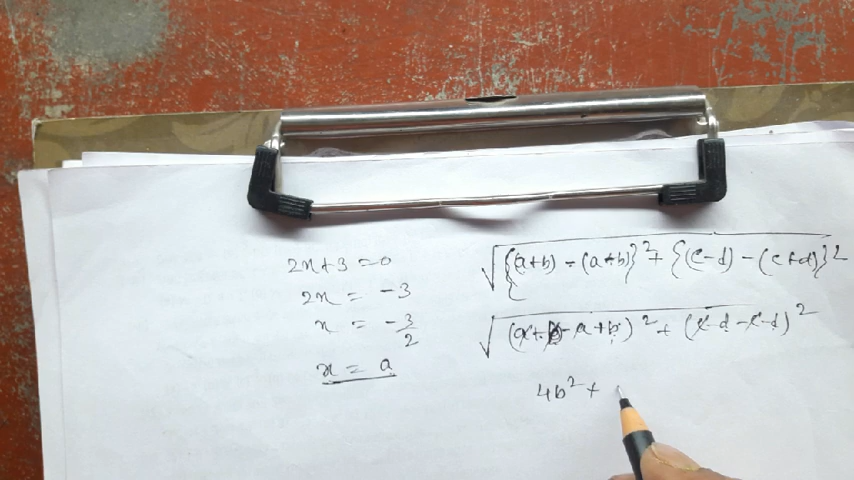 2x+3=0
2x = -3
x = -3/2
x = a
√{(a+b) - (a+b)}² + {(c-d) - (c+d)}²
√(a+b-a+b)² + (c-d-c-d)²
4b² +